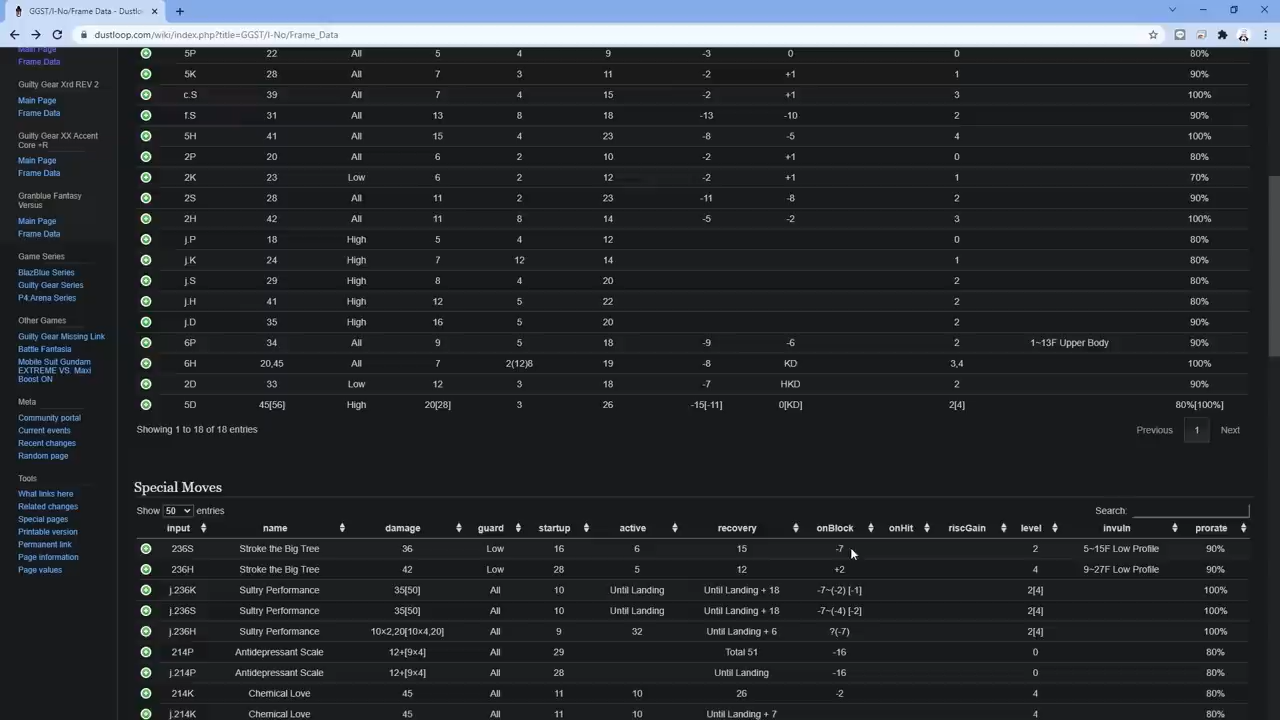 GGST/I-No/Frame Data - Dustloo
dustloop.com/wiki/index.php?title=GGST/I-No/Frame_Data
Main Page
Frame Data
Guilty Gear Xrd REV 2
Main Page
Frame Data
Guilty Gear XX Accent
Core +R
Main Page
Frame Data
Granblue Fantasy
Versus
Main Page
Frame Data
Game Series
BlazBlue Series
Guilty Gear Series
P4:Arena Series
Other Games
Guilty Gear Missing Link
Battle Fantasia
Mobile Suit Gundam
EXTREME VS. Maxi
Boost ON
Meta
Community portal
Current events
Recent changes
Random page
Tools
What links here
Related changes
Special pages
Printable version
Permanent link
Page information
Page values
5P 22 All 5 4 9 -3 0 0 80%
5K 28 All 7 3 11 -2 +1 1 90%
c.S 39 All 7 4 15 -2 +1 3 100%
f.S 31 All 13 8 18 -13 -10 2 90%
5H 41 All 15 4 23 -8 -5 4 100%
2P 20 All 6 2 10 -2 +1 0 80%
2K 23 Low 6 2 12 -2 +1 1 70%
2S 28 All 11 2 23 -11 -8 2 90%
2H 42 All 11 8 14 -5 -2 3 100%
j.P 18 High 5 4 12 0 80%
j.K 24 High 7 12 14 1 80%
j.S 29 High 8 4 20 2 80%
j.H 41 High 12 5 22 2 80%
j.D 35 High 16 5 20 2 90%
6P 34 All 9 5 18 -9 -6 2 1~13F Upper Body 90%
6H 20,45 All 7 2(12)8 19 -8 KD 3,4 100%
2D 33 Low 12 3 18 -7 HKD 2 90%
5D 45[56] High 20[28] 3 26 -15[-11] 0[KD] 2[4] 80%[100%]
Showing 1 to 18 of 18 entries
Previous 1 Next
Special Moves
Show 50 entries
Search:
input name damage guard startup active recovery onBlock onHit riscGain level invuln prorate
236S Stroke the Big Tree 36 Low 16 6 15 -7 2 5~15F Low Profile 90%
236H Stroke the Big Tree 42 Low 28 5 12 +2 4 9~27F Low Profile 90%
j.236K Sultry Performance 35[50] All 10 Until Landing Until Landing + 18 -7~(-2) [-1] 2[4] 100%
j.236S Sultry Performance 35[50] All 10 Until Landing Until Landing + 18 -7~(-4) [-2] 2[4] 100%
j.236H Sultry Performance 10×2,20[10×4,20] All 9 32 Until Landing + 6 ?(-7) 2[4] 100%
214P Antidepressant Scale 12+[9×4] All 29 Total 51 -16 0 80%
j.214P Antidepressant Scale 12+[9×4] All 28 Until Landing -16 0 80%
214K Chemical Love 45 All 11 10 26 -2 4 80%
j.214K Chemical Love 45 All 11 10 Until Landing + 7 4 80%